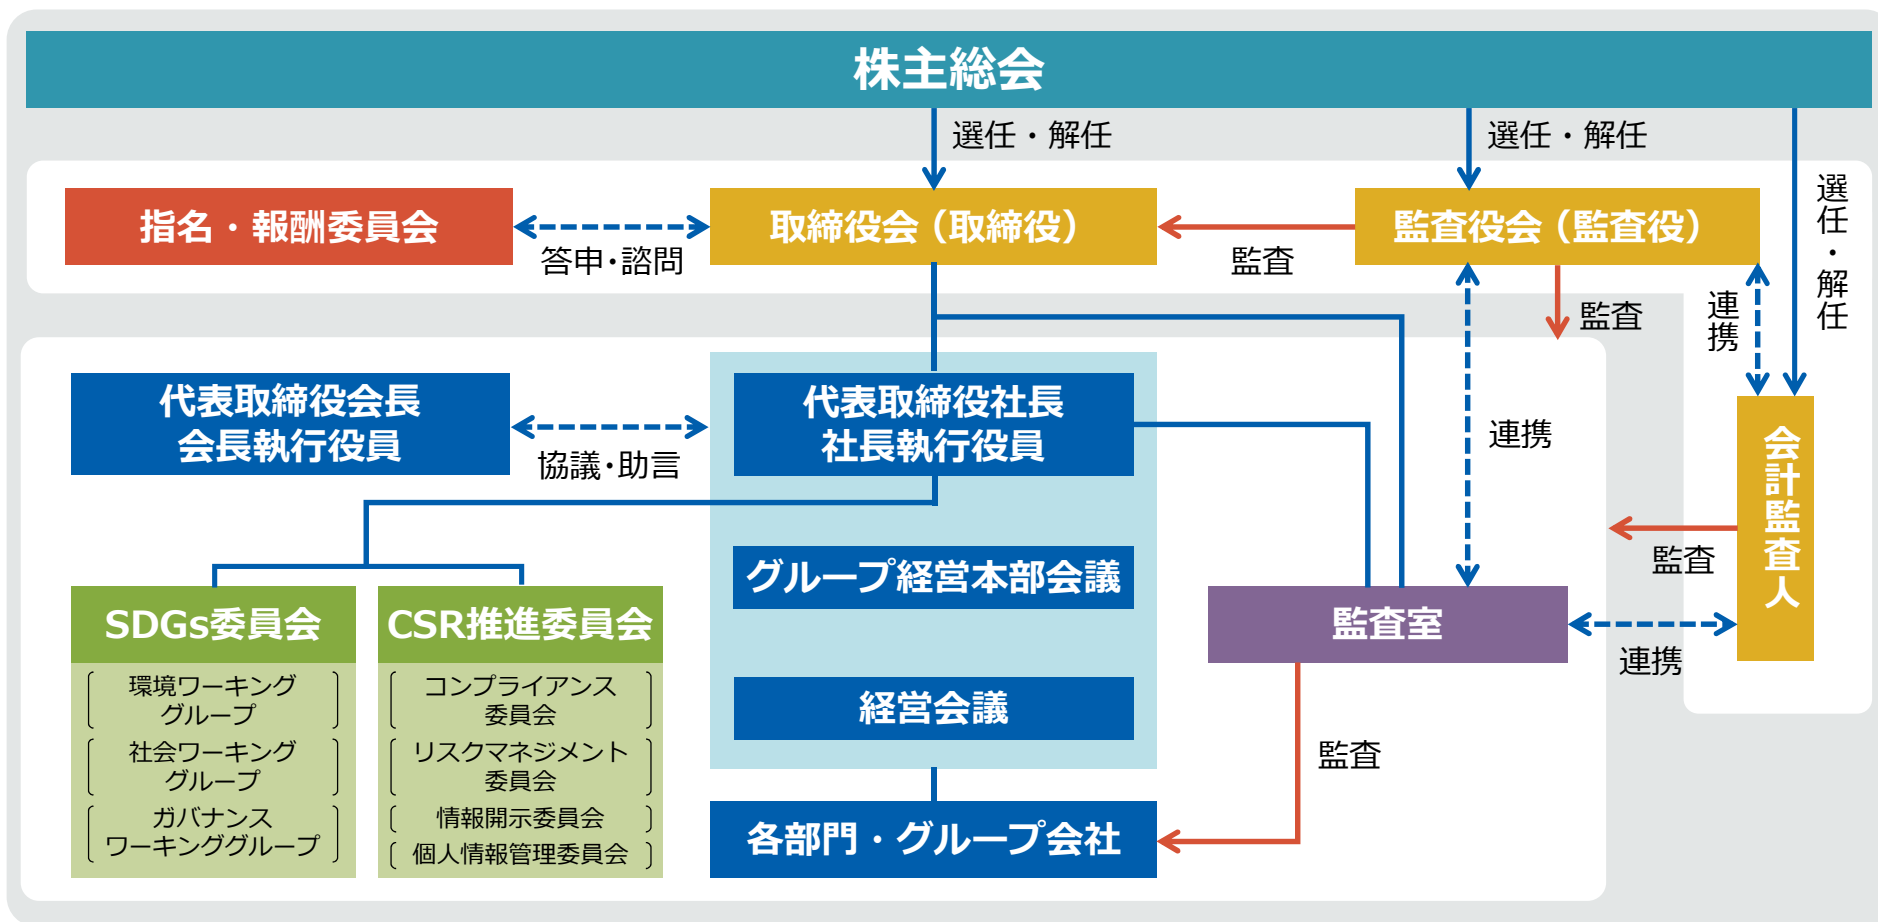 株主総会
選任・解任
選任・解任
選任・解任
指名・報酬委員会
答申・諮問
取締役会（取締役）
監査
監査役会（監査役）
監査
連携
代表取締役会長
会長執行役員
協議・助言
代表取締役社長
社長執行役員
連携
会計監査人
監査
グループ経営本部会議
SDGs委員会
CSR推進委員会
監査室
連携
環境ワーキング
グループ
社会ワーキング
グループ
ガバナンス
ワーキンググループ
コンプライアンス
委員会
リスクマネジメント
委員会
情報開示委員会
個人情報管理委員会
経営会議
監査
各部門・グループ会社